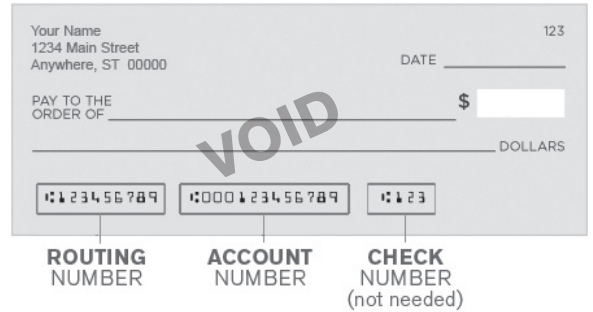 Your Name
123
1234 Main Street
Anywhere, ST 00000
DATE
PAY TO THE
ORDER OF
$
VOID
DOLLARS
⑆123456789
⑆000123456789
⑆123
ROUTING
NUMBER
ACCOUNT
NUMBER
CHECK
NUMBER
(not needed)